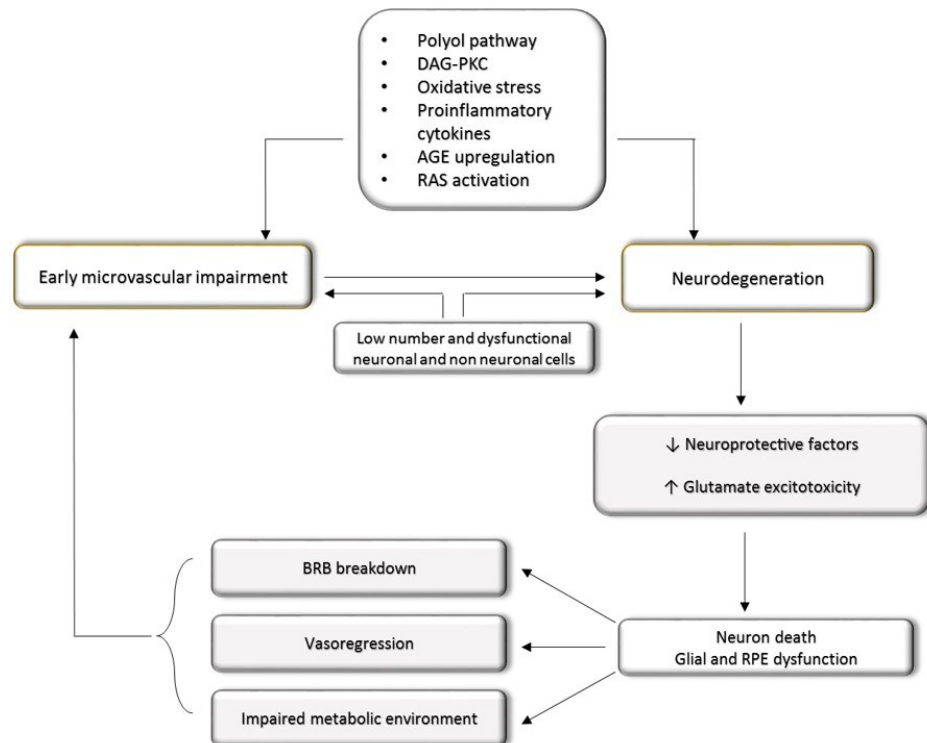 • Polyol pathway
• DAG-PKC
• Oxidative stress
• Proinflammatory
cytokines
• AGE upregulation
• RAS activation
Early microvascular impairment
Neurodegeneration
Low number and dysfunctional
neuronal and non neuronal cells
↓ Neuroprotective factors
↑ Glutamate excitotoxicity
BRB breakdown
Vasoregression
Impaired metabolic environment
Neuron death
Glial and RPE dysfunction